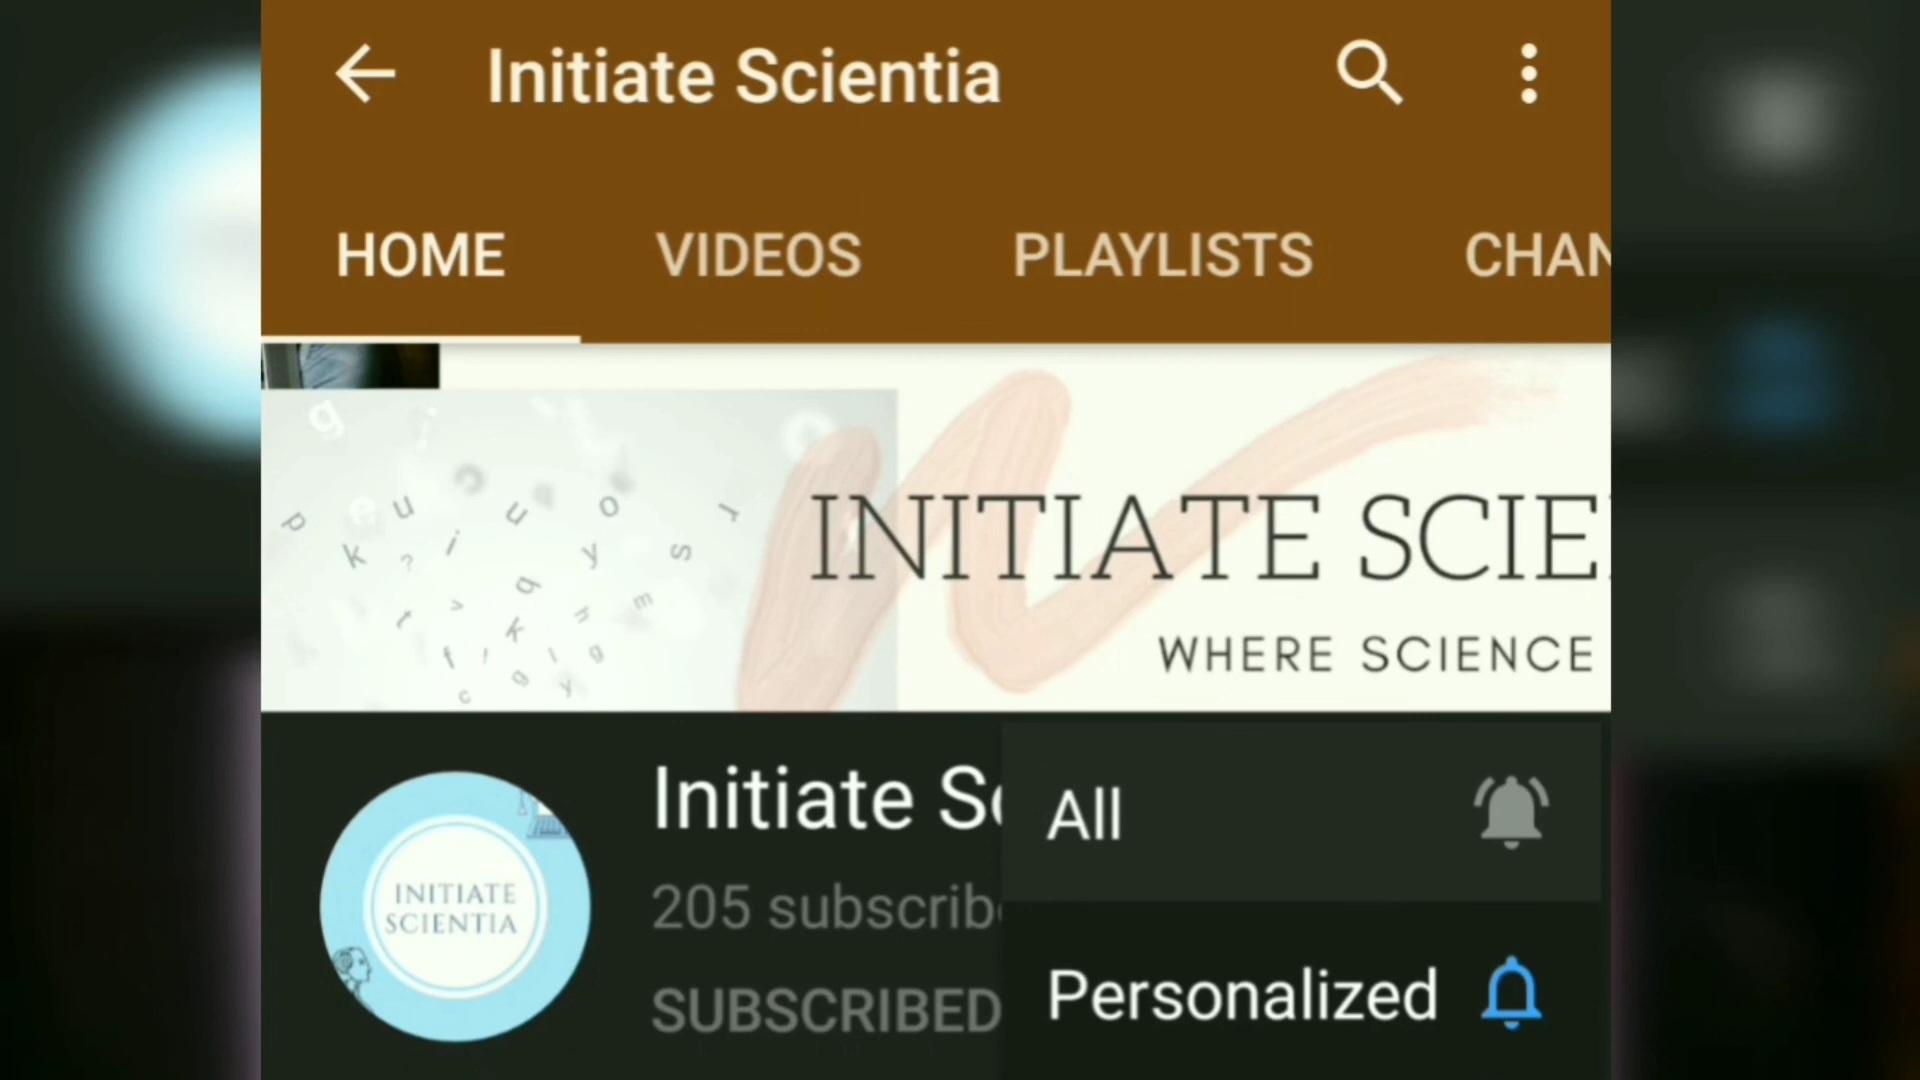 Initiate Scientia
HOME VIDEOS PLAYLISTS CHAN
INITIATE SCIE
WHERE SCIENCE
Initiate Sc
All
INITIATE
SCIENTIA
205 subscrib
SUBSCRIBED
Personalized